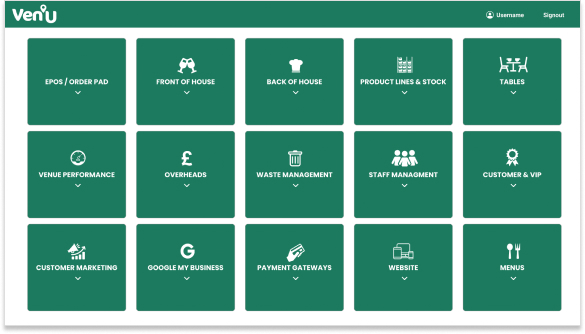 Ven'U
Username
Signout
EPOS / ORDER PAD
FRONT OF HOUSE
BACK OF HOUSE
PRODUCT LINES & STOCK
TABLES
VENUE PERFORMANCE
£
OVERHEADS
WASTE MANAGEMENT
STAFF MANAGMENT
CUSTOMER & VIP
CUSTOMER MARKETING
G
GOOGLE MY BUSINESS
PAYMENT GATEWAYS
WEBSITE
MENUS